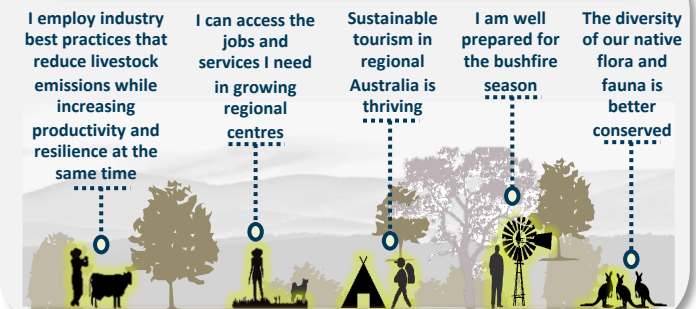 I employ industry
best practices that
reduce livestock
emissions while
increasing
productivity and
resilience at the
same time
I can access the
jobs and
services I need
in growing
regional
centres
Sustainable
tourism in
regional
Australia is
thriving
I am well
prepared for
the bushfire
season
The diversity
of our native
flora and
fauna is
better
conserved